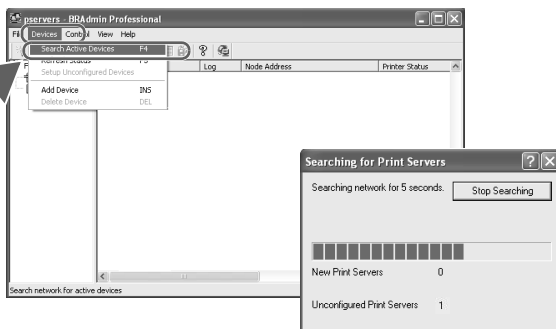 pservers - BRAdmin Professional
Devices Control View Help
Search Active Devices F4
Refresh Status F5
Setup Unconfigured Devices
Add Device INS
Delete Device DEL
Log Node Address Printer Status
Search network for active devices
Searching for Print Servers
Searching network for 5 seconds.
Stop Searching
New Print Servers 0
Unconfigured Print Servers 1